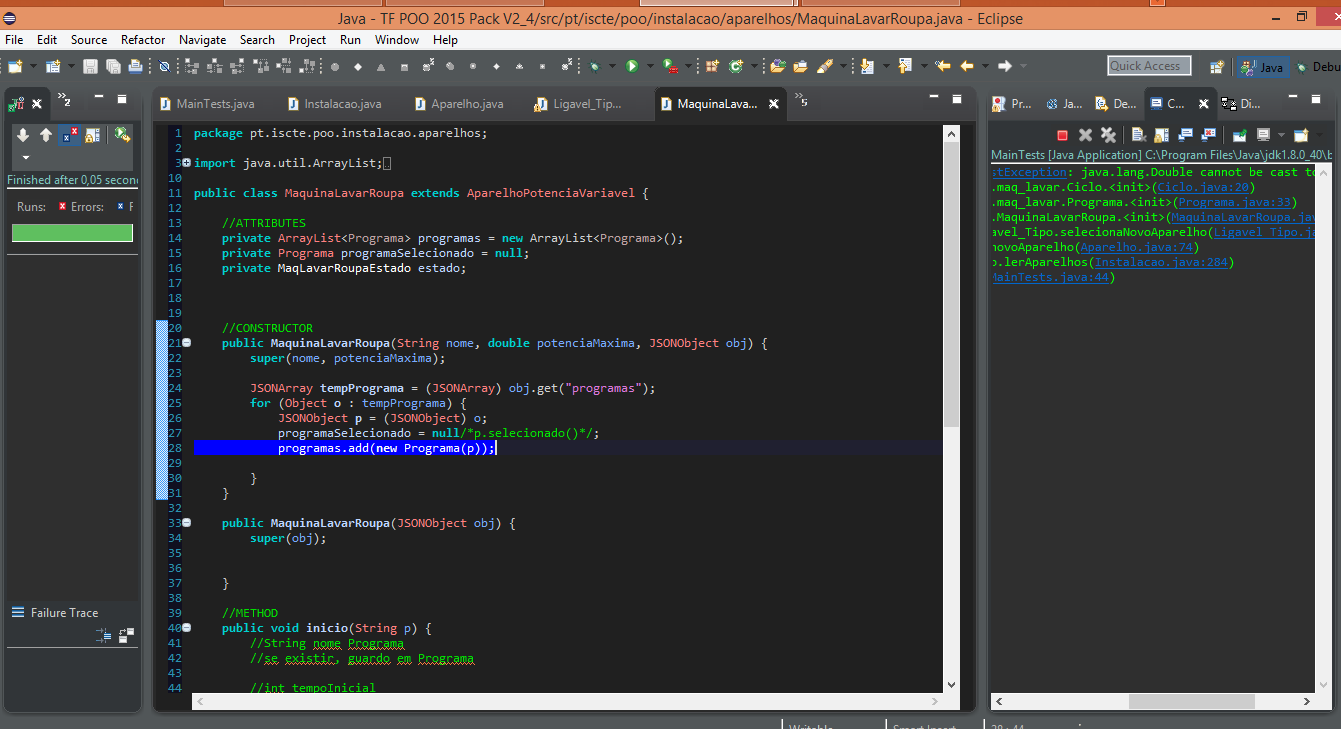 Java - TF POO 2015 Pack V2_4/src/pt/iscte/poo/instalacao/aparelhos/MaquinaLavarRoupa.java - Eclipse
File Edit Source Refactor Navigate Search Project Run Window Help
Quick Access Java Debu
2
MainTests.java Instalacao.java Aparelho.java Ligavel_Tip... MaquinaLava... 5
Pr... Ja... De... C... Di...
Finished after 0,05 secon
Runs: Errors: F
Failure Trace
1 package pt.iscte.poo.instalacao.aparelhos;
2
3 import java.util.ArrayList;
10
11 public class MaquinaLavarRoupa extends AparelhoPotenciaVariavel {
12
13 //ATTRIBUTES
14 private ArrayList<Programa> programas = new ArrayList<Programa>();
15 private Programa programaSelecionado = null;
16 private MaqLavarRoupaEstado estado;
17
18
19
20 //CONSTRUCTOR
21 public MaquinaLavarRoupa(String nome, double potenciaMaxima, JSONObject obj) {
22 super(nome, potenciaMaxima);
23
24 JSONArray tempPrograma = (JSONArray) obj.get("programas");
25 for (Object o : tempPrograma) {
26 JSONObject p = (JSONObject) o;
27 programaSelecionado = null/*p.selecionado()*/;
28 programas.add(new Programa(p));
29
30 }
31 }
32
33 public MaquinaLavarRoupa(JSONObject obj) {
34 super(obj);
35
36
37 }
38
39 //METHOD
40 public void inicio(String p) {
41 //String nome Programa
42 //se existir, guardo em Programa
43
44 //int tempoInicial
MainTests [Java Application] C:\Program Files\Java\jdk1.8.0_40\b
stException: java.lang.Double cannot be cast to
.maq_lavar.Ciclo.<init>(Ciclo.java:20)
.maq_lavar.Programa.<init>(Programa.java:33)
.MaquinaLavarRoupa.<init>(MaquinaLavarRoupa.jav
avel_Tipo.selecionaNovoAparelho(Ligavel_Tipo.j
novoAparelho(Aparelho.java:74)
o.lerAparelhos(Instalacao.java:284)
MainTests.java:44)